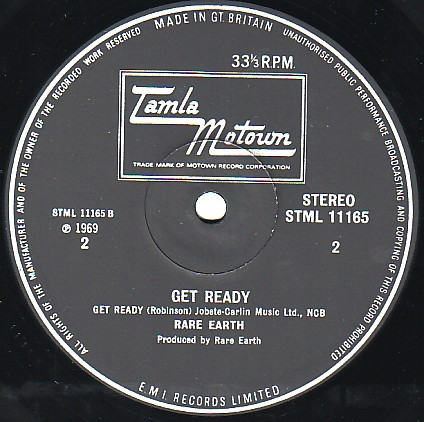 MADE IN GT. BRITAIN
UNAUTHORISED PUBLIC PERFORMANCE BROADCASTING AND COPYING OF THIS RECORD PROHIBITED
ALL RIGHTS OF THE MANUFACTURER AND OF THE OWNER OF THE RECORDED WORK RESERVED
33⅓ R.P.M.
Tamla
Motown
TRADE MARK OF MOTOWN RECORD CORPORATION
STML 11165 B
℗ 1969
2
STEREO
STML 11165
2
GET READY
GET READY (Robinson) Jobete-Carlin Music Ltd., NCB
RARE EARTH
Produced by Rare Earth
E M I RECORDS LIMITED